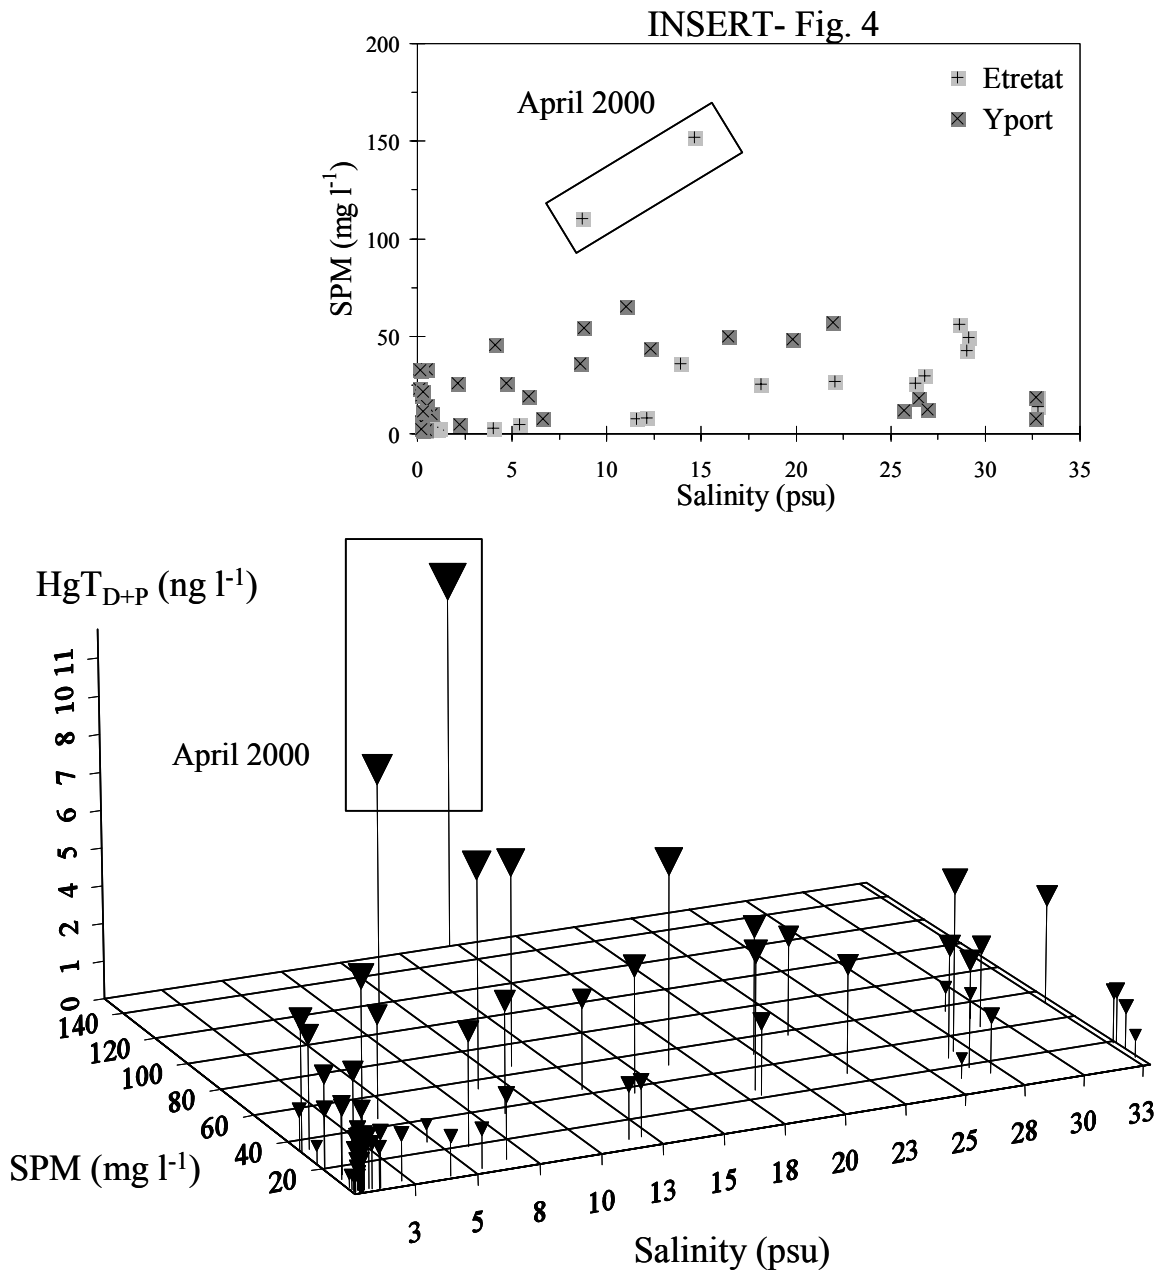 INSERT- Fig. 4
200
150
100
50
0
SPM (mg l-1)
April 2000
Etretat
Yport
0 5 10 15 20 25 30 35
Salinity (psu)
HgTD+P (ng l-1)
11
10
8
7
6
5
4
2
1
0
April 2000
140
120
100
80
60
40
20
SPM (mg l-1)
3 5 8 10 13 15 18 20 23 25 28 30 33
Salinity (psu)